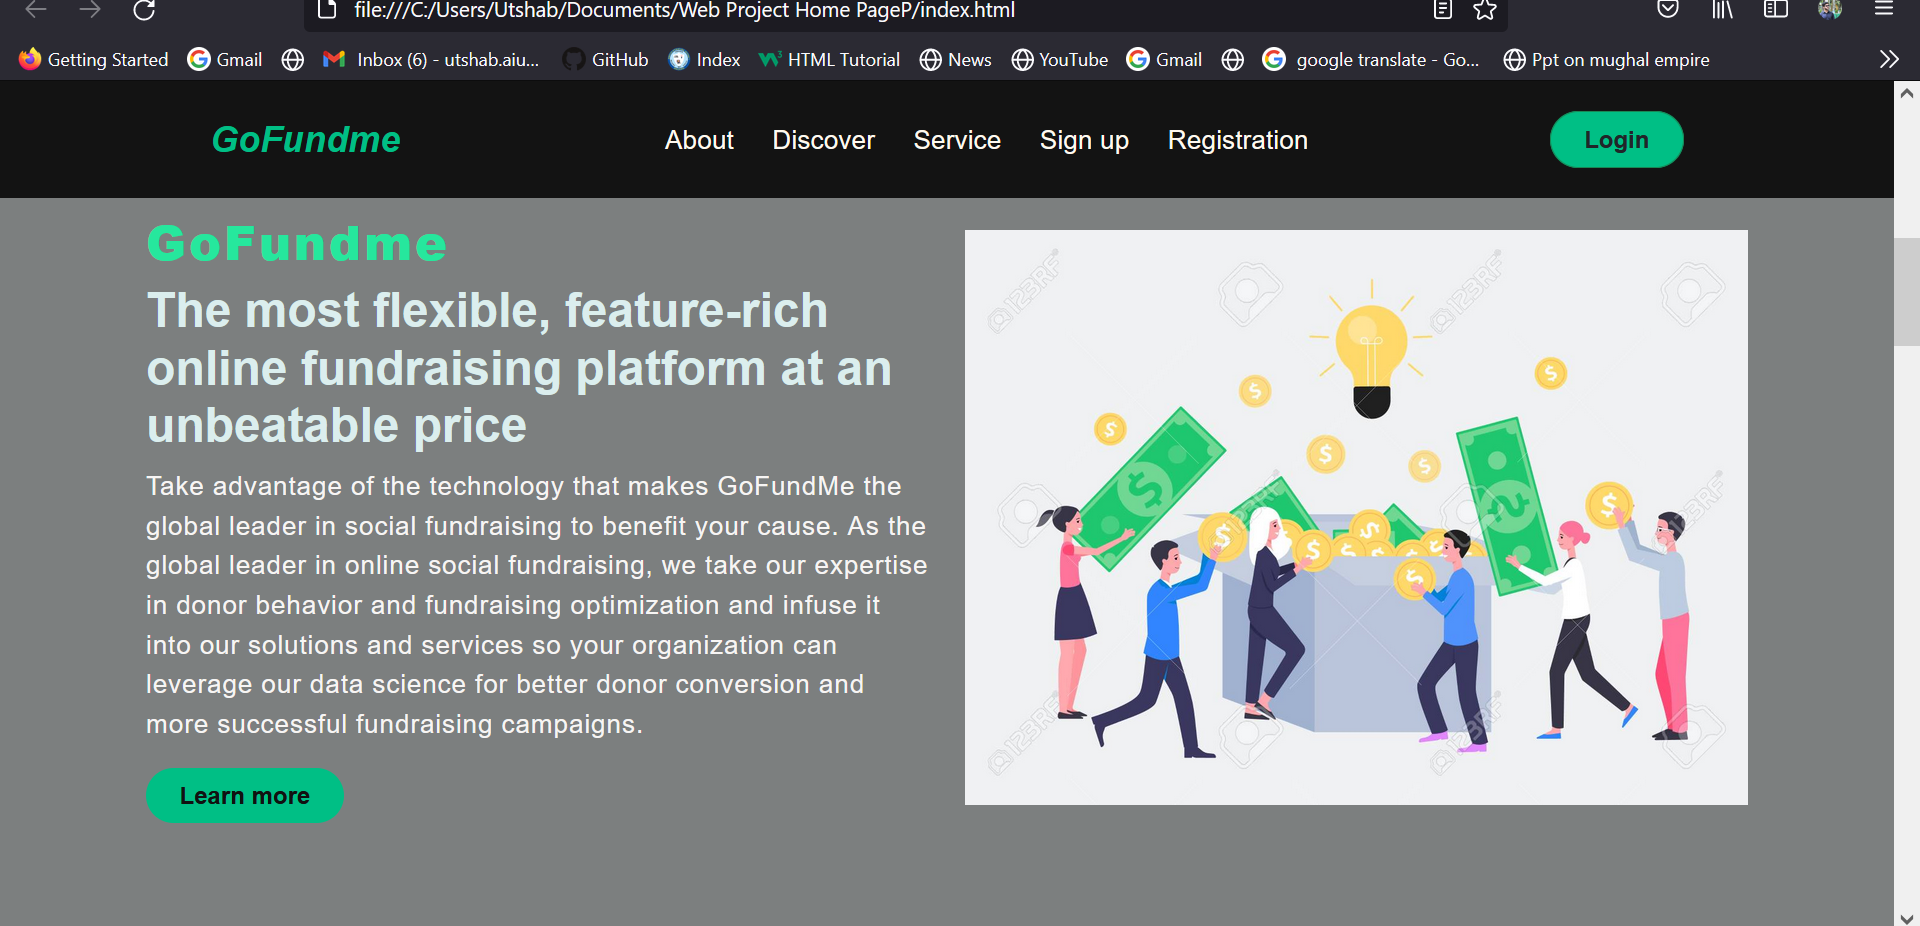 file:///C:/Users/Utshab/Documents/Web Project Home PageP/index.html
Getting Started Gmail Inbox (6) - utshab.aiu... GitHub Index HTML Tutorial News YouTube Gmail google translate - Go... Ppt on mughal empire
GoFundme About Discover Service Sign up Registration Login
GoFundme
The most flexible, feature-rich
online fundraising platform at an
unbeatable price
Take advantage of the technology that makes GoFundMe the
global leader in social fundraising to benefit your cause. As the
global leader in online social fundraising, we take our expertise
in donor behavior and fundraising optimization and infuse it
into our solutions and services so your organization can
leverage our data science for better donor conversion and
more successful fundraising campaigns.
Learn more
@123RF
@123RF
@123RF
@123RF
@123RF
@123RF